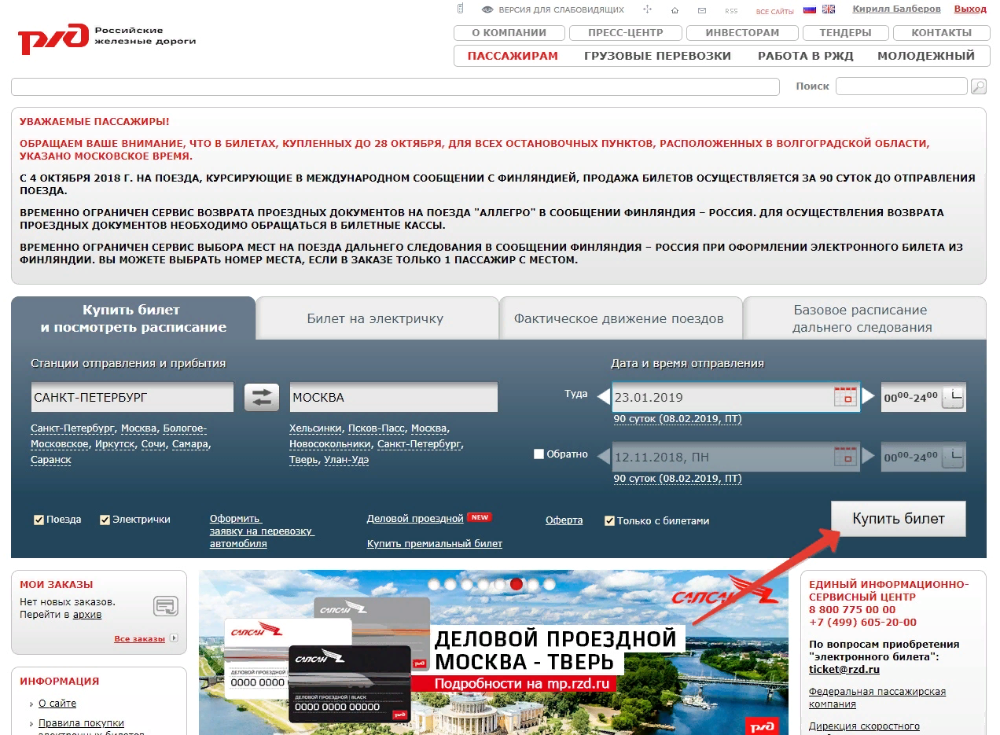 ВЕРСИЯ ДЛЯ СЛАБОВИДЯЩИХ
RSS
ВСЕ САЙТЫ
Кирилл Балберов
Выход
Российские
железные дороги
О КОМПАНИИ
ПРЕСС-ЦЕНТР
ИНВЕСТОРАМ
ТЕНДЕРЫ
КОНТАКТЫ
ПАССАЖИРАМ
ГРУЗОВЫЕ ПЕРЕВОЗКИ
РАБОТА В РЖД
МОЛОДЕЖНЫЙ
Поиск
УВАЖАЕМЫЕ ПАССАЖИРЫ!
ОБРАЩАЕМ ВАШЕ ВНИМАНИЕ, ЧТО В БИЛЕТАХ, КУПЛЕННЫХ ДО 28 ОКТЯБРЯ, ДЛЯ ВСЕХ ОСТАНОВОЧНЫХ ПУНКТОВ, РАСПОЛОЖЕННЫХ В ВОЛГОГРАДСКОЙ ОБЛАСТИ,
УКАЗАНО МОСКОВСКОЕ ВРЕМЯ.
С 4 ОКТЯБРЯ 2018 Г. НА ПОЕЗДА, КУРСИРУЮЩИЕ В МЕЖДУНАРОДНОМ СООБЩЕНИИ С ФИНЛЯНДИЕЙ, ПРОДАЖА БИЛЕТОВ ОСУЩЕСТВЛЯЕТСЯ ЗА 90 СУТОК ДО ОТПРАВЛЕНИЯ
ПОЕЗДА.
ВРЕМЕННО ОГРАНИЧЕН СЕРВИС ВОЗВРАТА ПРОЕЗДНЫХ ДОКУМЕНТОВ НА ПОЕЗДА "АЛЛЕГРО" В СООБЩЕНИИ ФИНЛЯНДИЯ – РОССИЯ. ДЛЯ ОСУЩЕСТВЛЕНИЯ ВОЗВРАТА
ПРОЕЗДНЫХ ДОКУМЕНТОВ НЕОБХОДИМО ОБРАЩАТЬСЯ В БИЛЕТНЫЕ КАССЫ.
ВРЕМЕННО ОГРАНИЧЕН СЕРВИС ВЫБОРА МЕСТ НА ПОЕЗДА ДАЛЬНЕГО СЛЕДОВАНИЯ В СООБЩЕНИИ ФИНЛЯНДИЯ – РОССИЯ ПРИ ОФОРМЛЕНИИ ЭЛЕКТРОННОГО БИЛЕТА ИЗ
ФИНЛЯНДИИ. ВЫ МОЖЕТЕ ВЫБРАТЬ НОМЕР МЕСТА, ЕСЛИ В ЗАКАЗЕ ТОЛЬКО 1 ПАССАЖИР С МЕСТОМ.
Купить билет
и посмотреть расписание
Билет на электричку
Фактическое движение поездов
Базовое расписание
дальнего следования
Станции отправления и прибытия
Дата и время отправления
САНКТ-ПЕТЕРБУРГ
МОСКВА
Туда
23.01.2019
00⁰⁰-24⁰⁰
90 суток (08.02.2019, ПТ)
Санкт-Петербург, Москва, Бологое-
Московское, Иркутск, Сочи, Самара,
Саранск
Хельсинки, Псков-Пасс, Москва,
Новосокольники, Санкт-Петербург,
Тверь, Улан-Удэ
Обратно
12.11.2018, ПН
00⁰⁰-24⁰⁰
90 суток (08.02.2019, ПТ)
Поезда
Электрички
Оформить
заявку на перевозку
автомобиля
Деловой проездной NEW
Купить премиальный билет
Оферта
Только с билетами
Купить билет
МОИ ЗАКАЗЫ
Нет новых заказов.
Перейти в архив
Все заказы
ИНФОРМАЦИЯ
О сайте
Правила покупки
электронных билетов
САПСАН
САПСАН
САПСАН
САПСАН
ДЕЛОВОЙ ПРОЕЗДНОЙ
0000 0000 0
ДЕЛОВОЙ ПРОЕЗДНОЙ | BLACK
0000 0000 00000
ДЕЛОВОЙ ПРОЕЗДНОЙ
МОСКВА - ТВЕРЬ
Подробности на mp.rzd.ru
ржд
ЕДИНЫЙ ИНФОРМАЦИОННО-
СЕРВИСНЫЙ ЦЕНТР
8 800 775 00 00
+7 (499) 605-20-00
По вопросам приобретения
"электронного билета":
ticket@rzd.ru
Федеральная пассажирская
компания
Дирекция скоростного